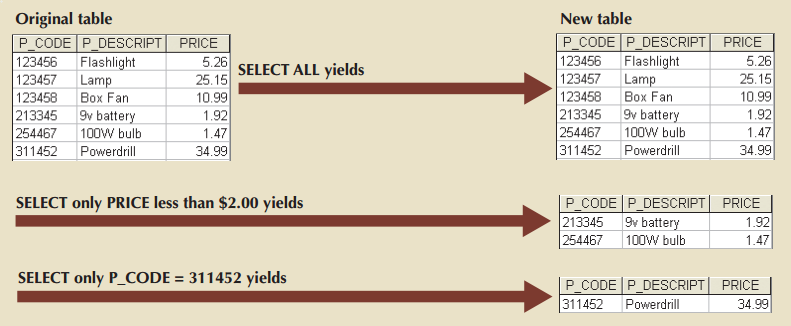 Original table
New table
P_CODE P_DESCRIPT PRICE
123456 Flashlight 5.26
123457 Lamp 25.15
123458 Box Fan 10.99
213345 9v battery 1.92
254467 100W bulb 1.47
311452 Powerdrill 34.99
SELECT ALL yields
P_CODE P_DESCRIPT PRICE
123456 Flashlight 5.26
123457 Lamp 25.15
123458 Box Fan 10.99
213345 9v battery 1.92
254467 100W bulb 1.47
311452 Powerdrill 34.99
SELECT only PRICE less than $2.00 yields
P_CODE P_DESCRIPT PRICE
213345 9v battery 1.92
254467 100W bulb 1.47
SELECT only P_CODE = 311452 yields
P_CODE P_DESCRIPT PRICE
311452 Powerdrill 34.99